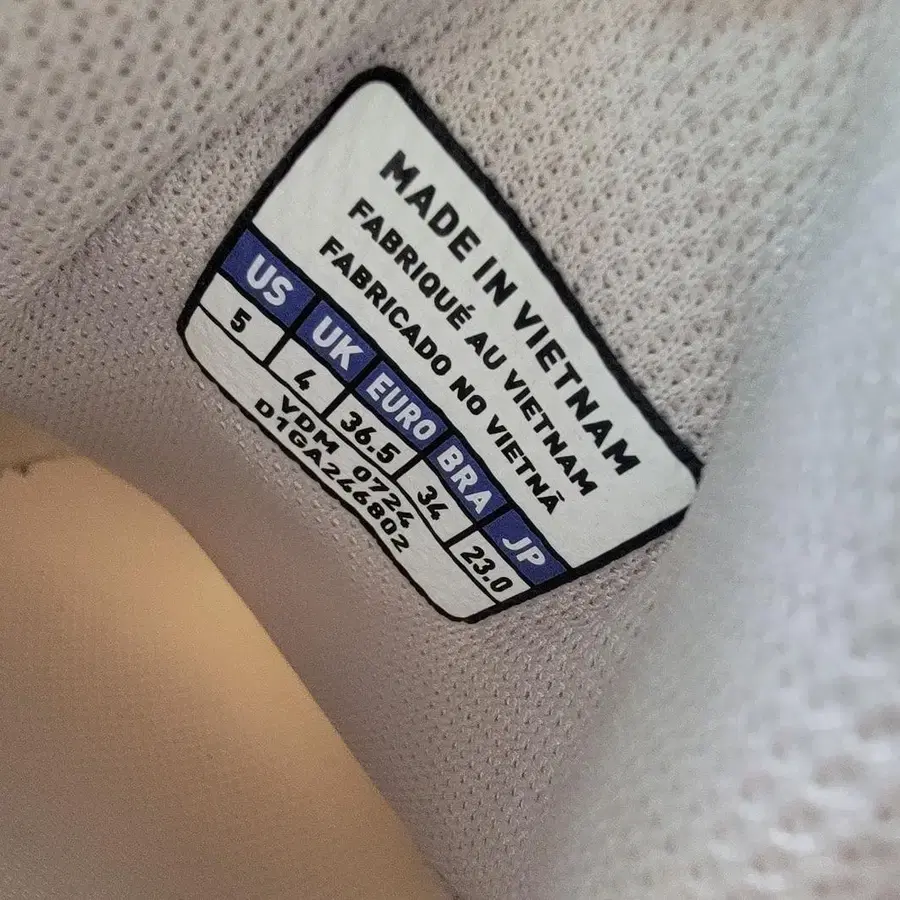 MADE IN VIETNAM
FABRIQUÉ AU VIETNAM
FABRICADO NO VIETNÃ
US UK EURO BRA JP
5 4 36.5 34 23.0
VDM 0724
D1GA246802